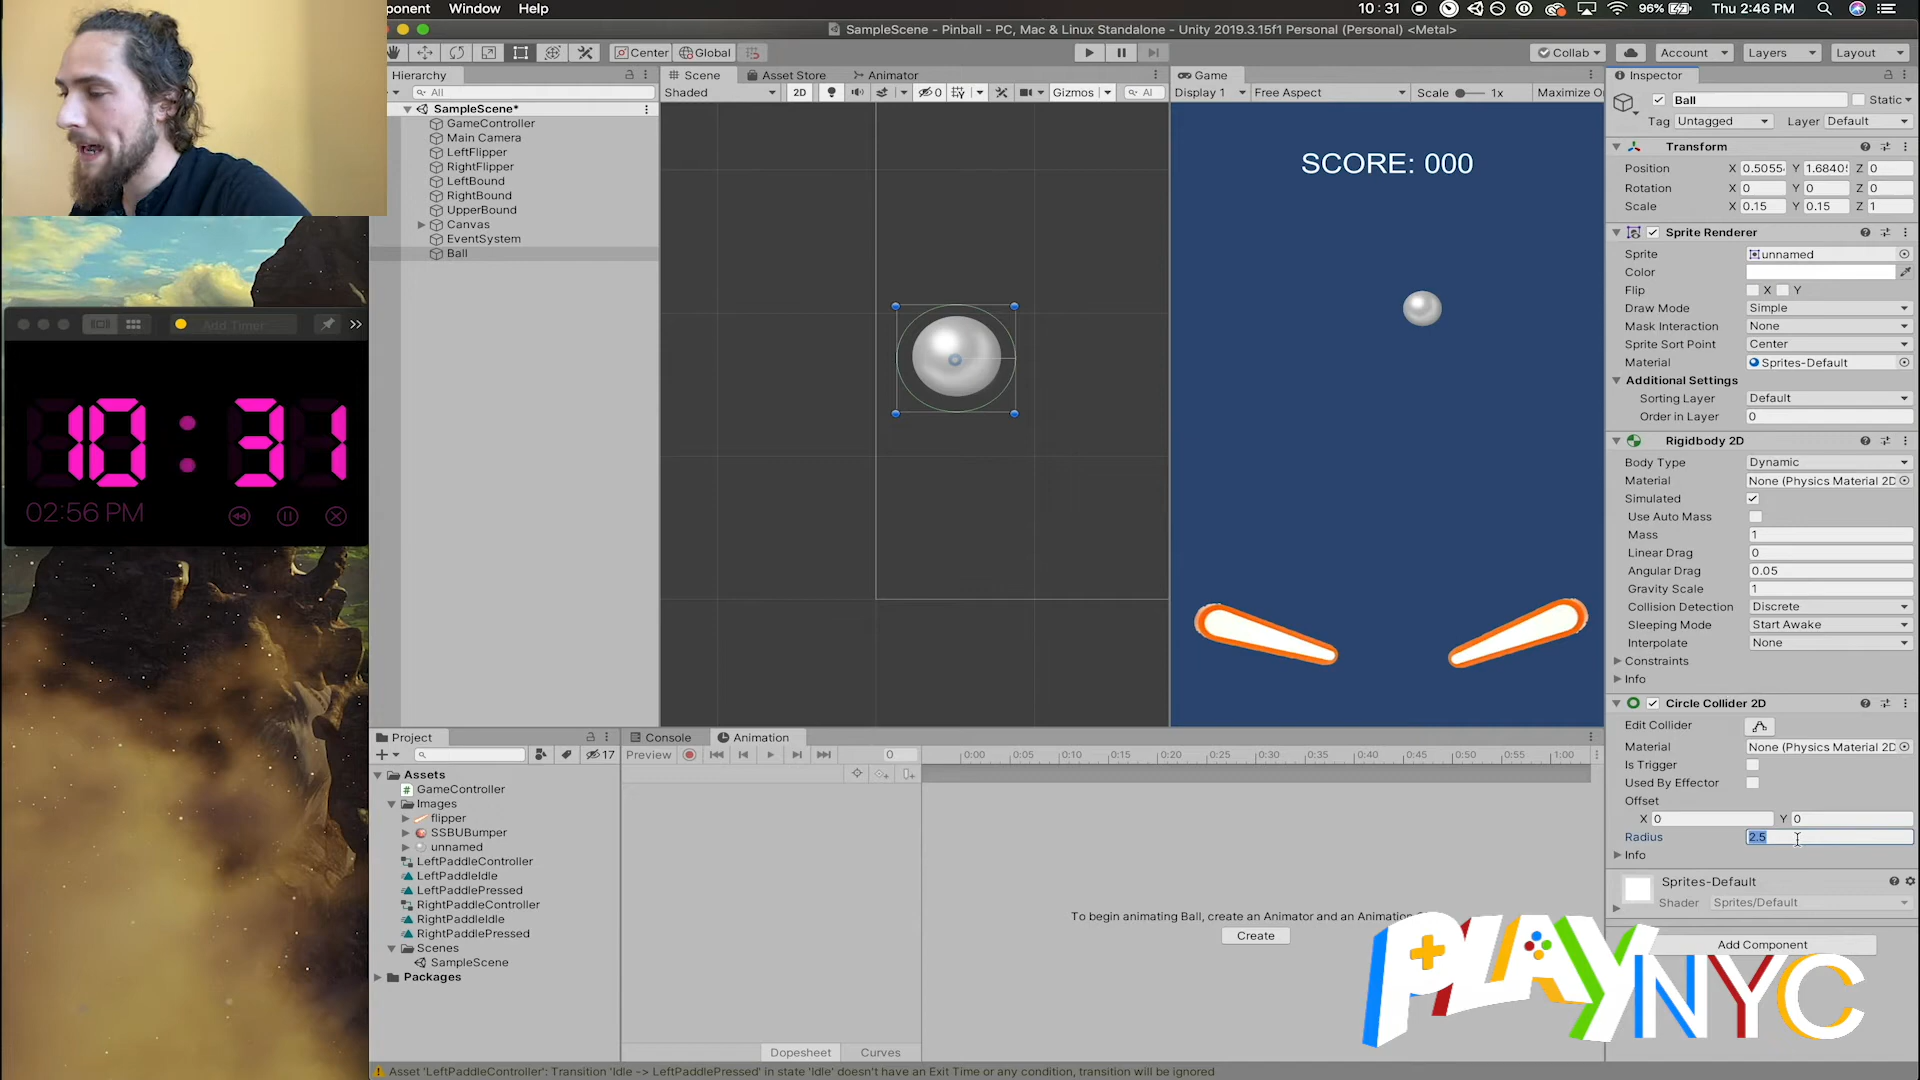 ponent Window Help
10 : 31 96% Thu 2:46 PM
SampleScene - Pinball - PC, Mac & Linux Standalone - Unity 2019.3.15f1 Personal (Personal) <Metal>
Center Global
Collab Account Layers Layout
Hierarchy
All
SampleScene*
GameController
Main Camera
LeftFlipper
RightFlipper
LeftBound
RightBound
UpperBound
Canvas
EventSystem
Ball
Scene Asset Store Animator
Shaded 2D 0 Gizmos Al
Game
Display 1 Free Aspect Scale 1x Maximize O
SCORE: 000
Add Timer
10 : 31
02:56 PM
Inspector
Ball Static
Tag Untagged Layer Default
Transform
Position X 0.5055 Y 1.6840 Z 0
Rotation X 0 Y 0 Z 0
Scale X 0.15 Y 0.15 Z 1
Sprite Renderer
Sprite unnamed
Color
Flip X Y
Draw Mode Simple
Mask Interaction None
Sprite Sort Point Center
Material Sprites-Default
Additional Settings
Sorting Layer Default
Order in Layer 0
Rigidbody 2D
Body Type Dynamic
Material None (Physics Material 2D
Simulated
Use Auto Mass
Mass 1
Linear Drag 0
Angular Drag 0.05
Gravity Scale 1
Collision Detection Discrete
Sleeping Mode Start Awake
Interpolate None
Constraints
Info
Circle Collider 2D
Edit Collider
Material None (Physics Material 2D
Is Trigger
Used By Effector
Offset
X 0 Y 0
Radius 2.5
Info
Sprites-Default
Shader Sprites/Default
Add Component
Project
17
Assets
GameController
Images
flipper
SSBUBumper
unnamed
LeftPaddleController
LeftPaddleIdle
LeftPaddlePressed
RightPaddleController
RightPaddleIdle
RightPaddlePressed
Scenes
SampleScene
Packages
Console Animation
Preview 0 0:00 0:05 0:10 0:15 0:20 0:25 0:30 0:35 0:40 0:45 0:50 0:55 1:00
To begin animating Ball, create an Animator and an Animation
Create
Dopesheet Curves
PLAY NYC
Asset 'LeftPaddleController': Transition 'Idle -> LeftPaddlePressed' in state 'Idle' doesn't have an Exit Time or any condition, transition will be ignored